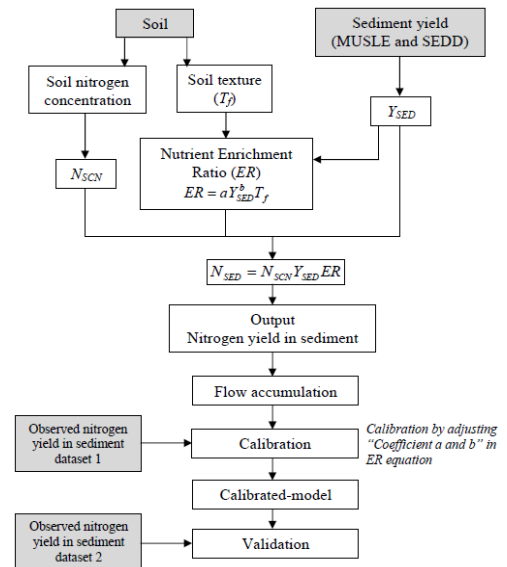 Soil
Sediment yield
(MUSLE and SEDD)
Soil nitrogen
concentration
Soil texture
(Tf)
YSED
NSCN
Nutrient Enrichment
Ratio (ER)
ER = aY^b_SED Tf
NSED = NSCN YSED ER
Output
Nitrogen yield in sediment
Flow accumulation
Observed nitrogen
yield in sediment
dataset 1
Calibration
Calibration by adjusting
“Coefficient a and b” in
ER equation
Calibrated-model
Observed nitrogen
yield in sediment
dataset 2
Validation